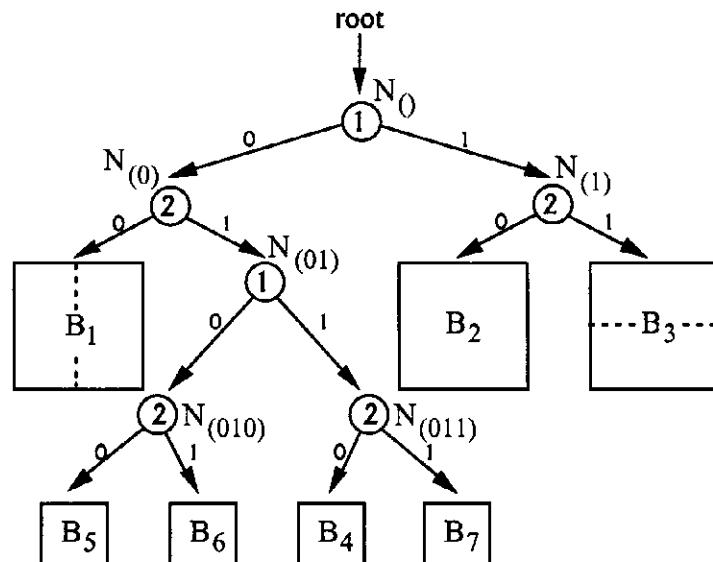 root
N()
1
0 1
N(0) N(1)
2 2
0 1 0 1
N(01)
1
B1 B2 B3
0 1
2 N(010) 2 N(011)
0 1 0 1
B5 B6 B4 B7